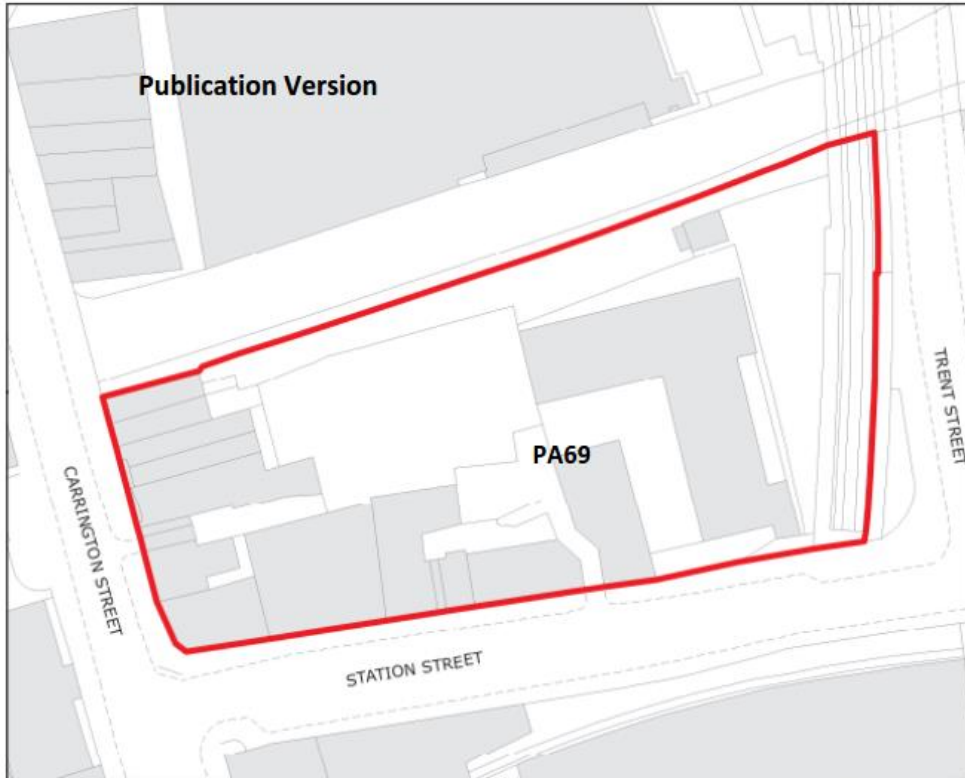 Publication Version
PA69
TRENT STREET
CARRINGTON STREET
STATION STREET